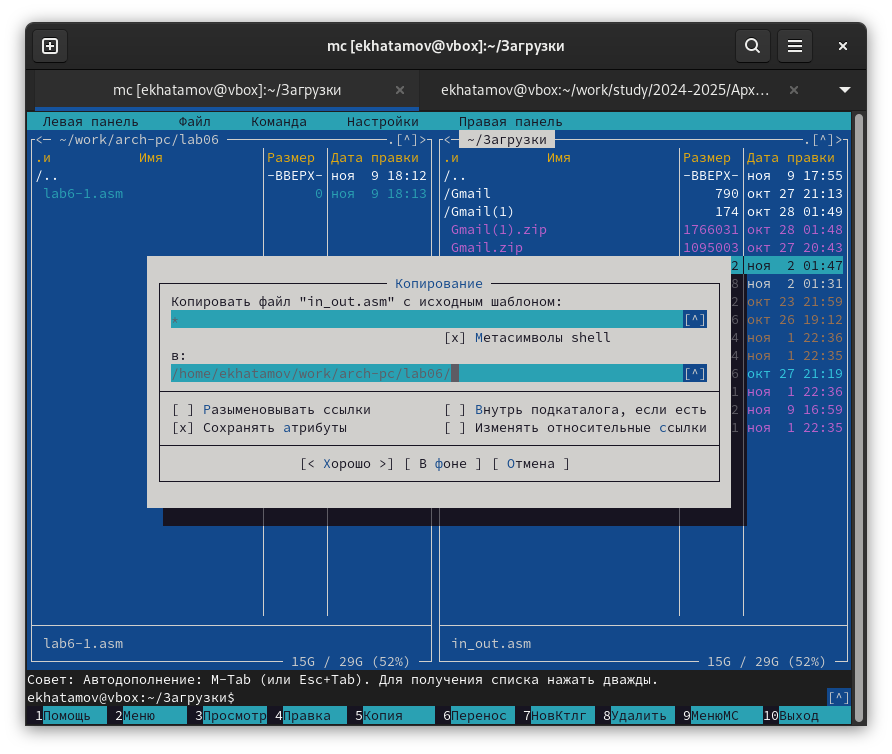 mc [ekhatamov@vbox]:~/Загрузки
mc [ekhatamov@vbox]:~/Загрузки × ekhatamov@vbox:~/work/study/2024-2025/Арх… ×
Левая панель Файл Команда Настройки Правая панель
<— ~/work/arch-pc/lab06 .[^]> <— ~/Загрузки .[^]>
.и Имя Размер Дата правки .и Имя Размер Дата правки
/.. -ВВЕРХ- ноя 9 18:12 /.. -ВВЕРХ- ноя 9 17:55
lab6-1.asm 0 ноя 9 18:13 /Gmail 790 окт 27 21:13
/Gmail(1) 174 окт 28 01:49
Gmail(1).zip 1766031 окт 28 01:48
Gmail.zip 1095003 окт 27 20:43
2 ноя 2 01:47
Копирование 8 ноя 2 01:31
Копировать файл "in_out.asm" с исходным шаблоном: 2 окт 23 21:59
* [^] 6 окт 26 19:12
[x] Метасимволы shell 4 ноя 1 22:36
в: 4 ноя 1 22:35
/home/ekhatamov/work/arch-pc/lab06/ [^] 6 окт 27 21:19
1 ноя 1 22:36
[ ] Разыменовывать ссылки [ ] Внутрь подкаталога, если есть 2 ноя 9 16:59
[x] Сохранять атрибуты [ ] Изменять относительные ссылки 1 ноя 1 22:35
[< Хорошо >] [ В фоне ] [ Отмена ]
lab6-1.asm in_out.asm
15G / 29G (52%) 15G / 29G (52%)
Совет: Автодополнение: M-Tab (или Esc+Tab). Для получения списка нажать дважды.
ekhatamov@vbox:~/Загрузки$ [^]
1Помощь 2Меню 3Просмотр 4Правка 5Копия 6Перенос 7НовКтлг 8Удалить 9МенюМС 10Выход